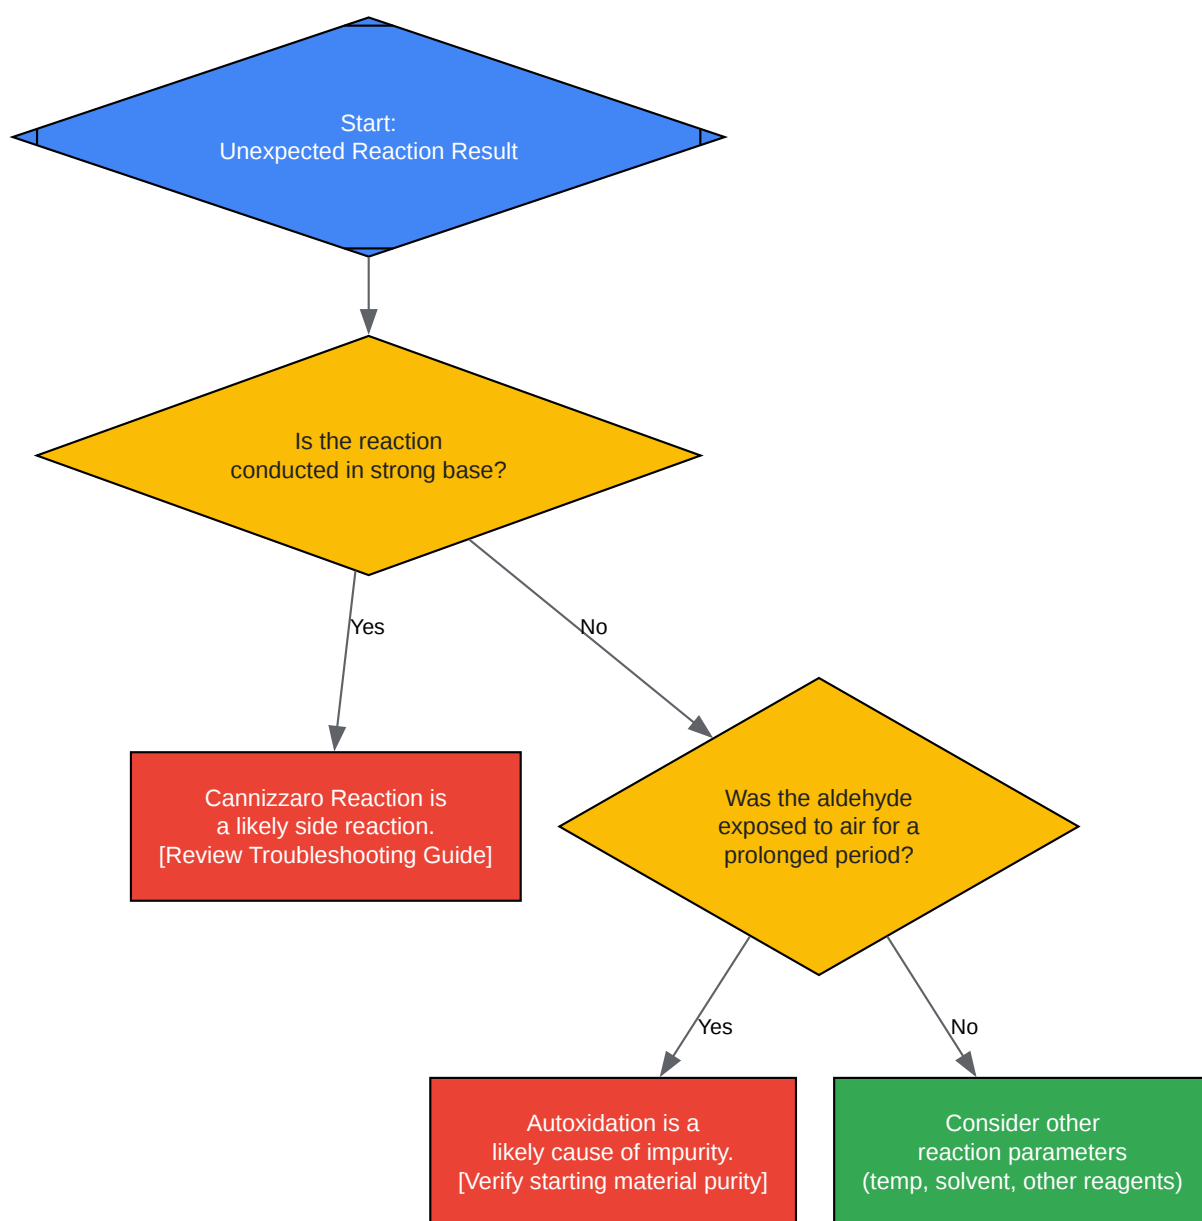 Start:
Unexpected Reaction Result
Is the reaction
conducted in strong base?
Yes
No
Cannizzaro Reaction is
a likely side reaction.
[Review Troubleshooting Guide]
Was the aldehyde
exposed to air for a
prolonged period?
Yes
No
Autoxidation is a
likely cause of impurity.
[Verify starting material purity]
Consider other
reaction parameters
(temp, solvent, other reagents)